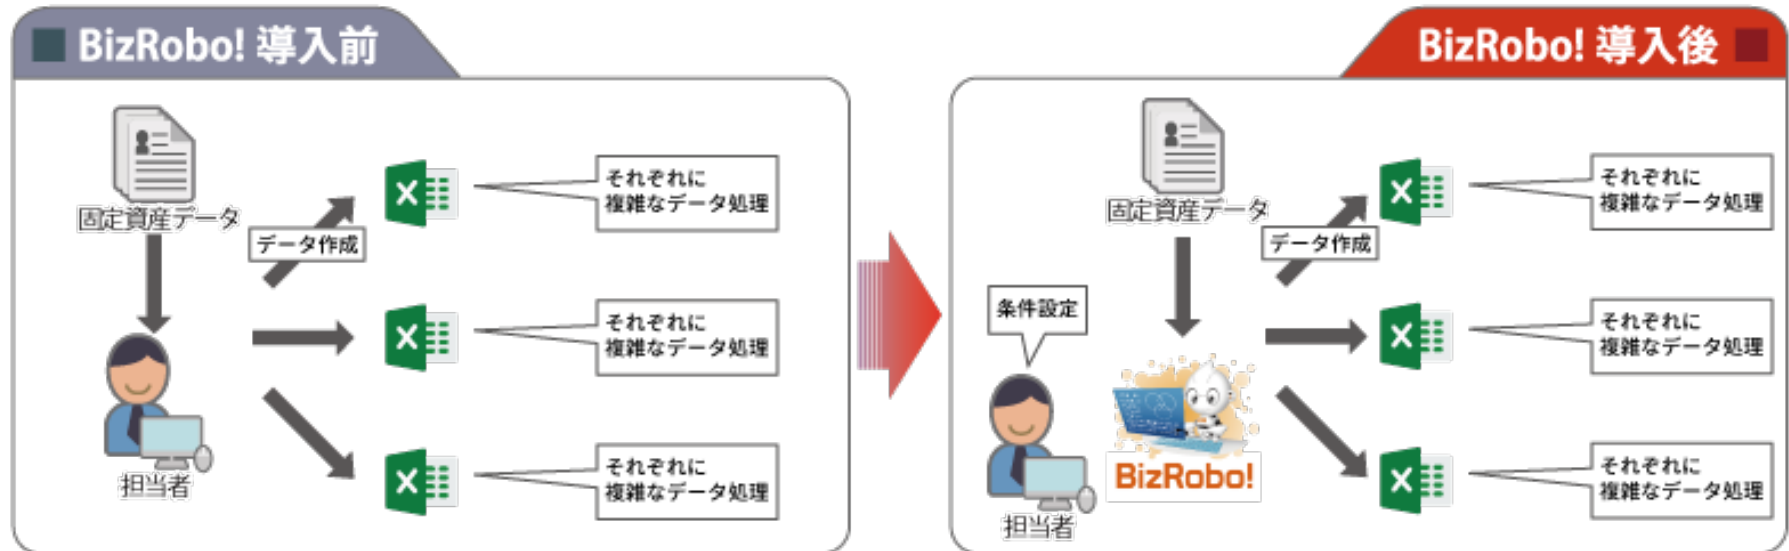 BizRobo! 導入前
固定資産データ
データ作成
それぞれに
複雑なデータ処理
それぞれに
複雑なデータ処理
それぞれに
複雑なデータ処理
担当者
BizRobo! 導入後
固定資産データ
データ作成
それぞれに
複雑なデータ処理
条件設定
それぞれに
複雑なデータ処理
BizRobo!
それぞれに
複雑なデータ処理
担当者